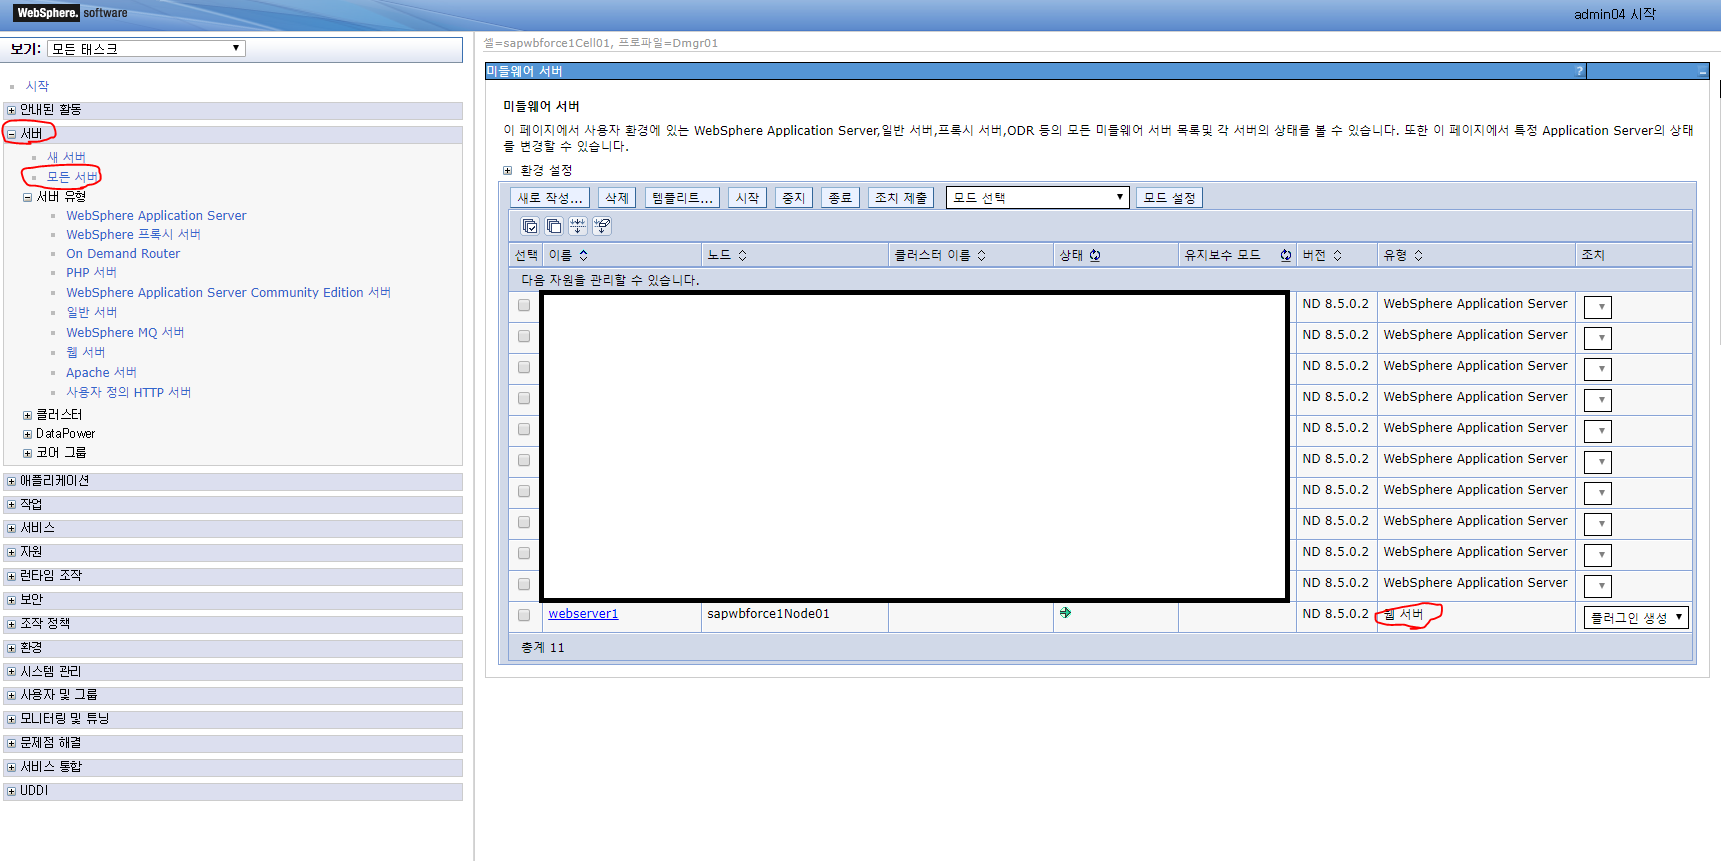 WebSphere. software
admin04 시작
보기: 모든 태스크
시작
안내된 활동
서버
새 서버
모든 서버
서버 유형
WebSphere Application Server
WebSphere 프록시 서버
On Demand Router
PHP 서버
WebSphere Application Server Community Edition 서버
일반 서버
WebSphere MQ 서버
웹 서버
Apache 서버
사용자 정의 HTTP 서버
클러스터
DataPower
코어 그룹
애플리케이션
작업
서비스
자원
런타임 조작
보안
조작 정책
환경
시스템 관리
사용자 및 그룹
모니터링 및 튜닝
문제점 해결
서비스 통합
UDDI
셀=sapwbforce1Cell01, 프로파일=Dmgr01
미들웨어 서버 ?
미들웨어 서버
이 페이지에서 사용자 환경에 있는 WebSphere Application Server,일반 서버,프록시 서버,ODR 등의 모든 미들웨어 서버 목록및 각 서버의 상태를 볼 수 있습니다. 또한 이 페이지에서 특정 Application Server의 상태
를 변경할 수 있습니다.
환경 설정
새로 작성... 삭제 템플리트... 시작 중지 종료 조치 제출 모드 선택 모드 설정
선택 이름 노드 클러스터 이름 상태 유지보수 모드 버전 유형 조치
다음 자원을 관리할 수 있습니다.
ND 8.5.0.2 WebSphere Application Server
ND 8.5.0.2 WebSphere Application Server
ND 8.5.0.2 WebSphere Application Server
ND 8.5.0.2 WebSphere Application Server
ND 8.5.0.2 WebSphere Application Server
ND 8.5.0.2 WebSphere Application Server
ND 8.5.0.2 WebSphere Application Server
ND 8.5.0.2 WebSphere Application Server
ND 8.5.0.2 WebSphere Application Server
ND 8.5.0.2 WebSphere Application Server
webserver1 sapwbforce1Node01 ND 8.5.0.2 웹 서버 플러그인 생성
총계 11